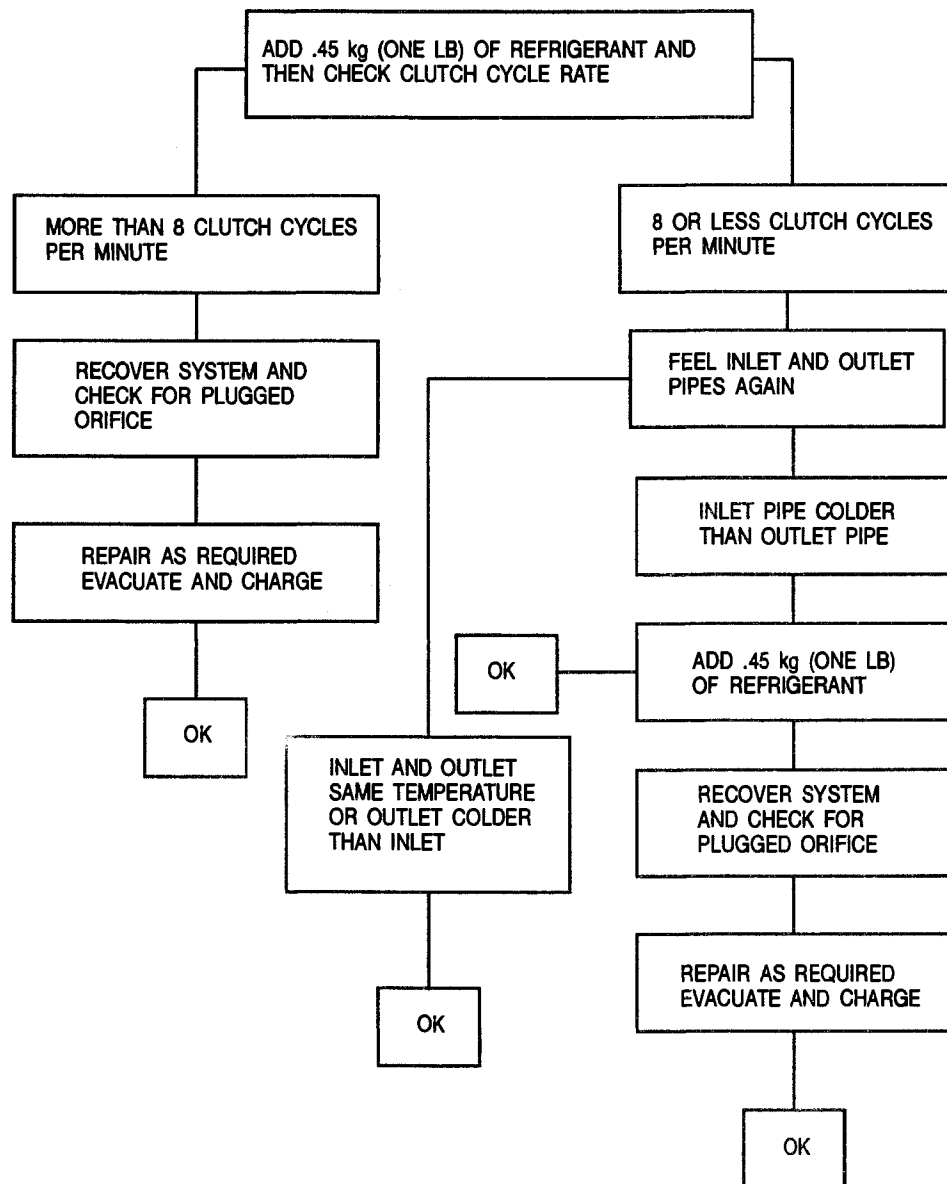 ADD .45 kg (ONE LB) OF REFRIGERANT AND
THEN CHECK CLUTCH CYCLE RATE
MORE THAN 8 CLUTCH CYCLES
PER MINUTE
RECOVER SYSTEM AND
CHECK FOR PLUGGED
ORIFICE
REPAIR AS REQUIRED
EVACUATE AND CHARGE
OK
8 OR LESS CLUTCH CYCLES
PER MINUTE
FEEL INLET AND OUTLET
PIPES AGAIN
INLET PIPE COLDER
THAN OUTLET PIPE
ADD .45 kg (ONE LB)
OF REFRIGERANT
OK
RECOVER SYSTEM
AND CHECK FOR
PLUGGED ORIFICE
REPAIR AS REQUIRED
EVACUATE AND CHARGE
OK
INLET AND OUTLET
SAME TEMPERATURE
OR OUTLET COLDER
THAN INLET
OK